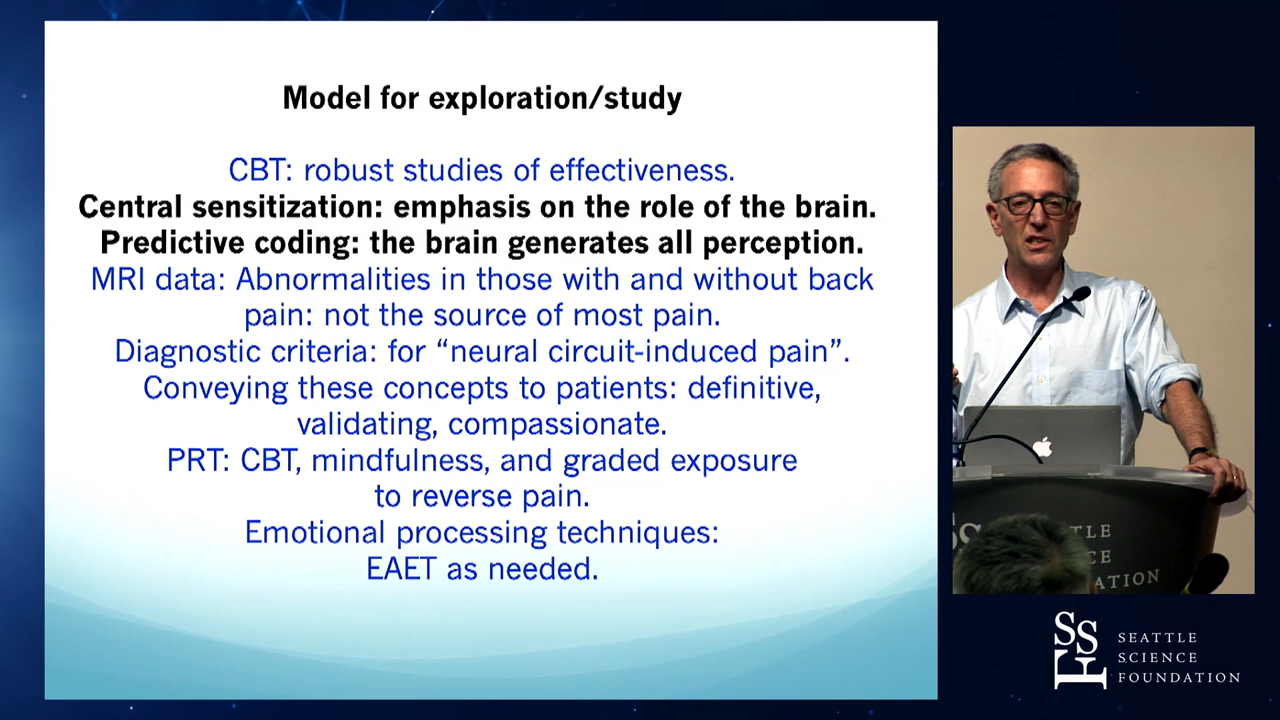 Model for exploration/study
CBT: robust studies of effectiveness.
Central sensitization: emphasis on the role of the brain.
Predictive coding: the brain generates all perception.
MRI data: Abnormalities in those with and without back
pain: not the source of most pain.
Diagnostic criteria: for “neural circuit-induced pain”.
Conveying these concepts to patients: definitive,
validating, compassionate.
PRT: CBT, mindfulness, and graded exposure
to reverse pain.
Emotional processing techniques:
EAET as needed.
SSF
SEATTLE
SCIENCE
FOUNDATION